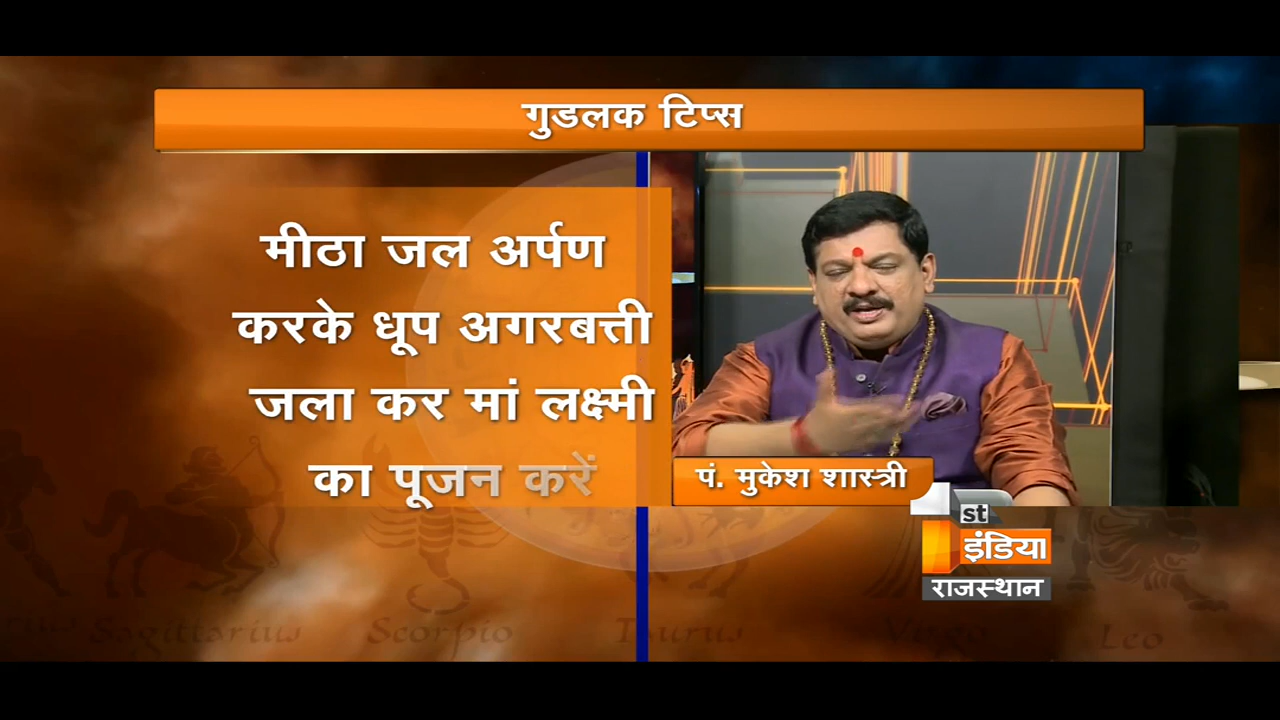 गुडलक टिप्स
मीठा जल अर्पण
करके धूप अगरबत्ती
जला कर मां लक्ष्मी
का पूजन करें
पं. मुकेश शास्त्री
1st
इंडिया
राजस्थान
Sagittarius
Scorpio
Taurus
Virgo
Leo